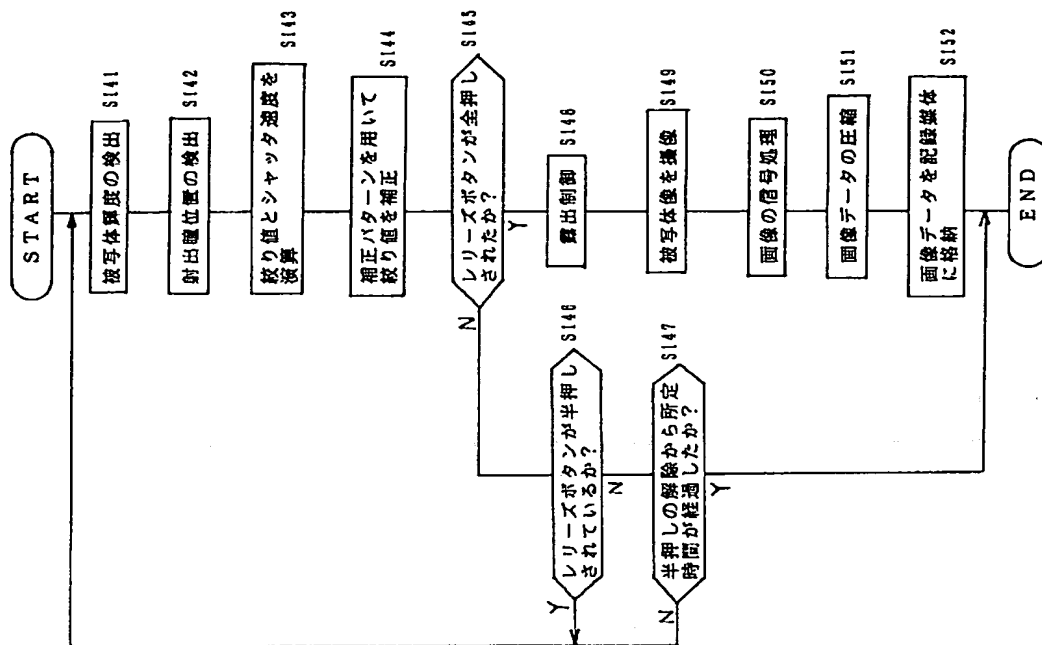 START
被写体輝度の検出
S141
射出瞳位置の検出
S142
絞り値とシャッタ速度を
演算
S143
補正パターンを用いて
絞り値を補正
S144
レリーズボタンが全押し
されたか?
S145
N
Y
レリーズボタンが半押し
されているか?
S146
Y
N
半押しの解除から所定
時間が経過したか?
S147
N
Y
露出制御
S148
被写体像を撮像
S149
画像の信号処理
S150
画像データの圧縮
S151
画像データを記録媒体
に格納
S152
END